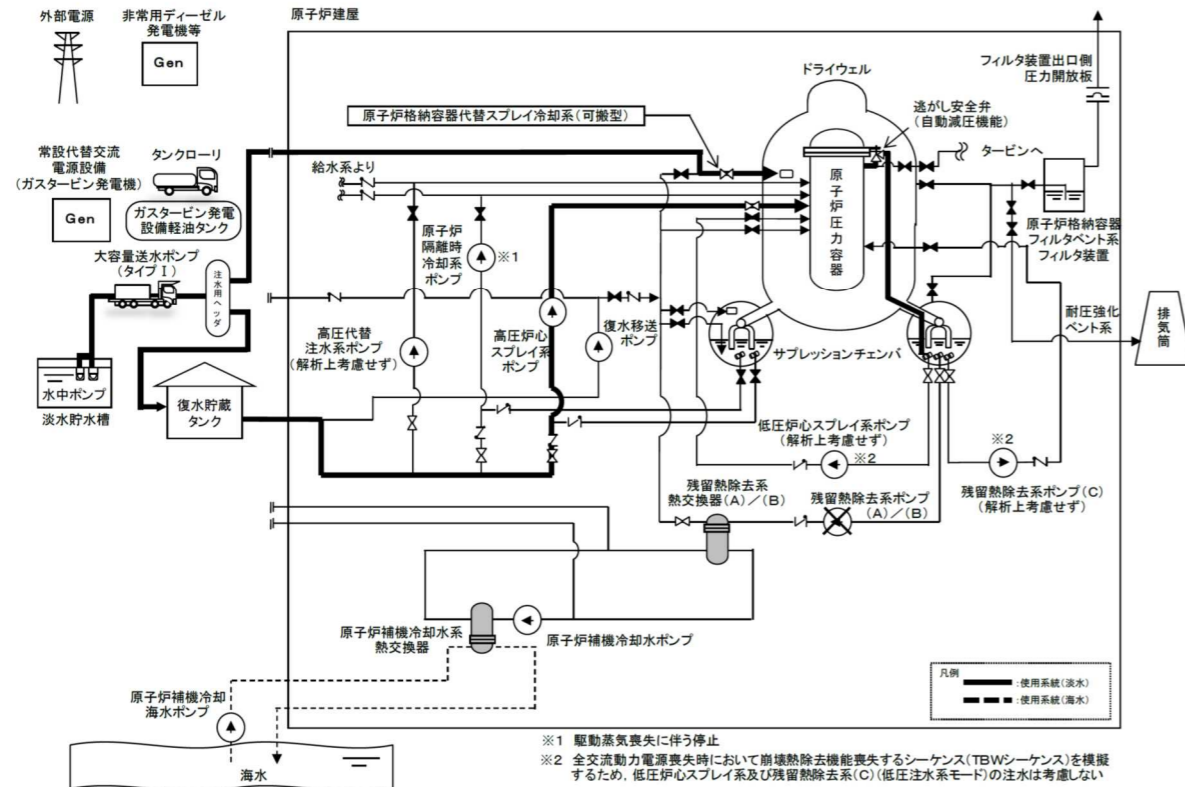 外部電源
非常用ディーゼル
発電機等
Gen
原子炉建屋
常設代替交流
電源設備
(ガスタービン発電機)
Gen
タンクローリ
ガスタービン発電
設備軽油タンク
大容量送水ポンプ
(タイプⅠ)
注水用ヘッダ
水中ポンプ
淡水貯水槽
復水貯蔵
タンク
原子炉格納容器代替スプレイ冷却系(可搬型)
給水系より
原子炉
隔離時
冷却系
ポンプ
※1
高圧代替
注水系ポンプ
(解析上考慮せず)
高圧炉心
スプレイ系
ポンプ
復水移送
ポンプ
ドライウェル
原子炉圧力容器
逃がし安全弁
(自動減圧機能)
タービンへ
フィルタ装置出口側
圧力開放板
原子炉格納容器
フィルタベント系
フィルタ装置
耐圧強化
ベント系
排気筒
サプレッションチェンバ
低圧炉心スプレイ系ポンプ
(解析上考慮せず)
※2
※2
残留熱除去系ポンプ(C)
(解析上考慮せず)
残留熱除去系
熱交換器(A)/(B)
残留熱除去系ポンプ
(A)/(B)
原子炉補機冷却水系
熱交換器
原子炉補機冷却水ポンプ
原子炉補機冷却
海水ポンプ
海水
凡例
:使用系統(淡水)
:使用系統(海水)
※1 駆動蒸気喪失に伴う停止
※2 全交流動力電源喪失時において崩壊熱除去機能喪失するシーケンス(TBWシーケンス)を模擬
するため,低圧炉心スプレイ系及び残留熱除去系(C)(低圧注水系モード)の注水は考慮しない